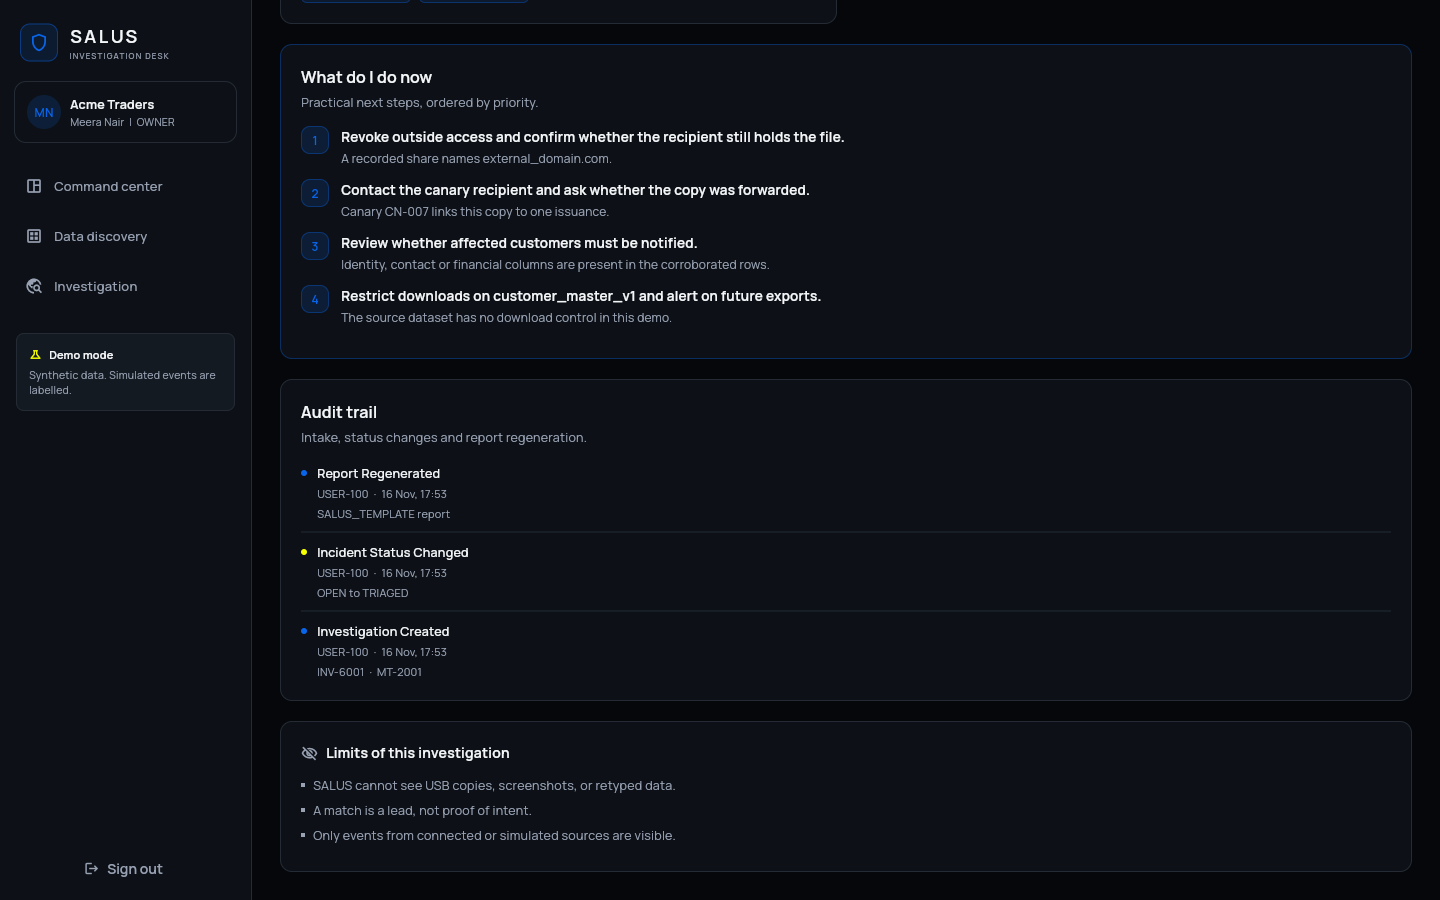 SALUS
INVESTIGATION DESK
MN
Acme Traders
Meera Nair | OWNER
Command center
Data discovery
Investigation
Demo mode
Synthetic data. Simulated events are
labelled.
Sign out
What do I do now
Practical next steps, ordered by priority.
1
Revoke outside access and confirm whether the recipient still holds the file.
A recorded share names external_domain.com.
2
Contact the canary recipient and ask whether the copy was forwarded.
Canary CN-007 links this copy to one issuance.
3
Review whether affected customers must be notified.
Identity, contact or financial columns are present in the corroborated rows.
4
Restrict downloads on customer_master_v1 and alert on future exports.
The source dataset has no download control in this demo.
Audit trail
Intake, status changes and report regeneration.
Report Regenerated
USER-100 · 16 Nov, 17:53
SALUS_TEMPLATE report
Incident Status Changed
USER-100 · 16 Nov, 17:53
OPEN to TRIAGED
Investigation Created
USER-100 · 16 Nov, 17:53
INV-6001 · MT-2001
Limits of this investigation
SALUS cannot see USB copies, screenshots, or retyped data.
A match is a lead, not proof of intent.
Only events from connected or simulated sources are visible.